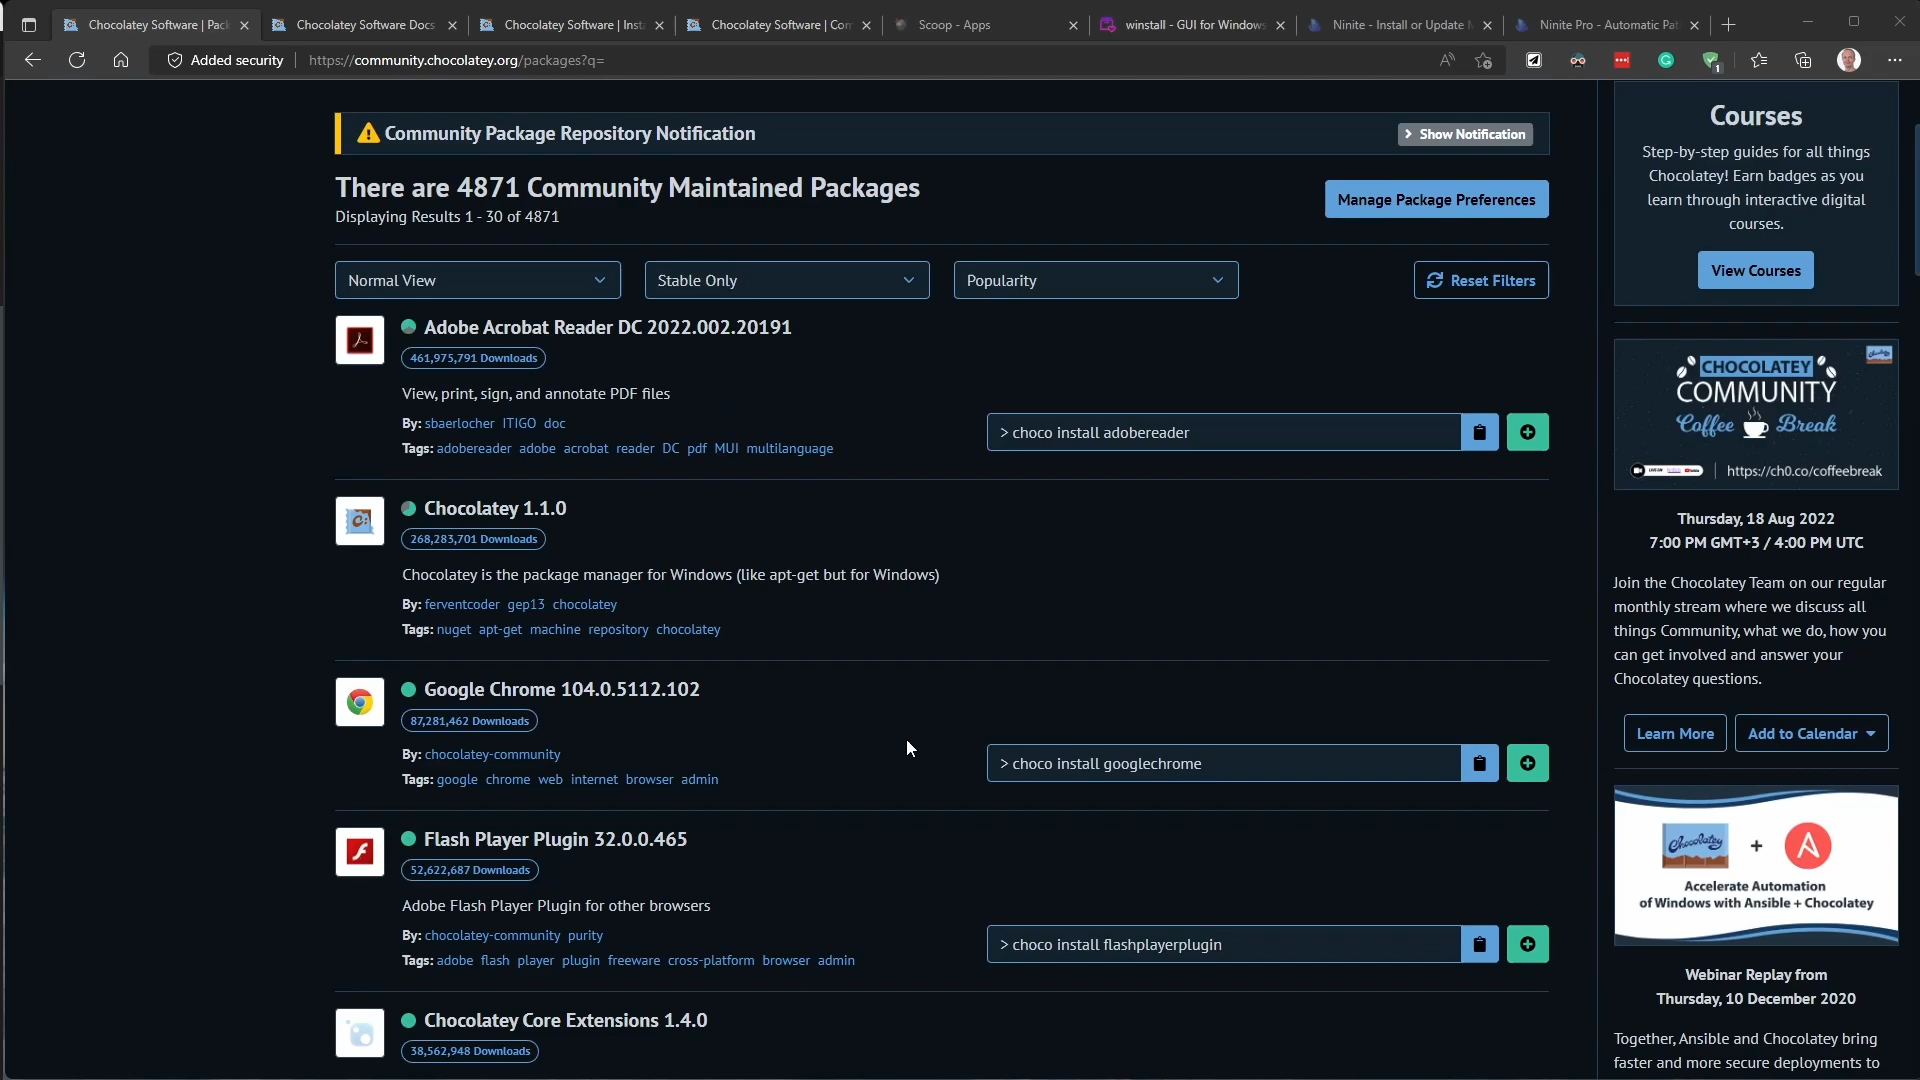 Chocolatey Software | Pack
Chocolatey Software Docs
Chocolatey Software | Inst
Chocolatey Software | Com
Scoop - Apps
winstall - GUI for Windows
Ninite - Install or Update
Ninite Pro - Automatic Pat
Added security
https://community.chocolatey.org/packages?q=
Community Package Repository Notification
Show Notification
There are 4871 Community Maintained Packages
Displaying Results 1 - 30 of 4871
Manage Package Preferences
Normal View
Stable Only
Popularity
Reset Filters
Adobe Acrobat Reader DC 2022.002.20191
461,975,791 Downloads
View, print, sign, and annotate PDF files
By: sbaerlocher ITIGO doc
Tags: adobereader adobe acrobat reader DC pdf MUI multilanguage
> choco install adobereader
Chocolatey 1.1.0
268,283,701 Downloads
Chocolatey is the package manager for Windows (like apt-get but for Windows)
By: ferventcoder gep13 chocolatey
Tags: nuget apt-get machine repository chocolatey
Google Chrome 104.0.5112.102
87,281,462 Downloads
By: chocolatey-community
Tags: google chrome web internet browser admin
> choco install googlechrome
Flash Player Plugin 32.0.0.465
52,622,687 Downloads
Adobe Flash Player Plugin for other browsers
By: chocolatey-community purity
Tags: adobe flash player plugin freeware cross-platform browser admin
> choco install flashplayerplugin
Chocolatey Core Extensions 1.4.0
38,562,948 Downloads
Courses
Step-by-step guides for all things
Chocolatey! Earn badges as you
learn through interactive digital
courses.
View Courses
CHOCOLATEY
COMMUNITY
Coffee Break
https://ch0.co/coffeebreak
Thursday, 18 Aug 2022
7:00 PM GMT+3 / 4:00 PM UTC
Join the Chocolatey Team on our regular
monthly stream where we discuss all
things Community, what we do, how you
can get involved and answer your
Chocolatey questions.
Learn More
Add to Calendar
Chocolatey + A
Accelerate Automation
of Windows with Ansible + Chocolatey
Webinar Replay from
Thursday, 10 December 2020
Together, Ansible and Chocolatey bring
faster and more secure deployments to